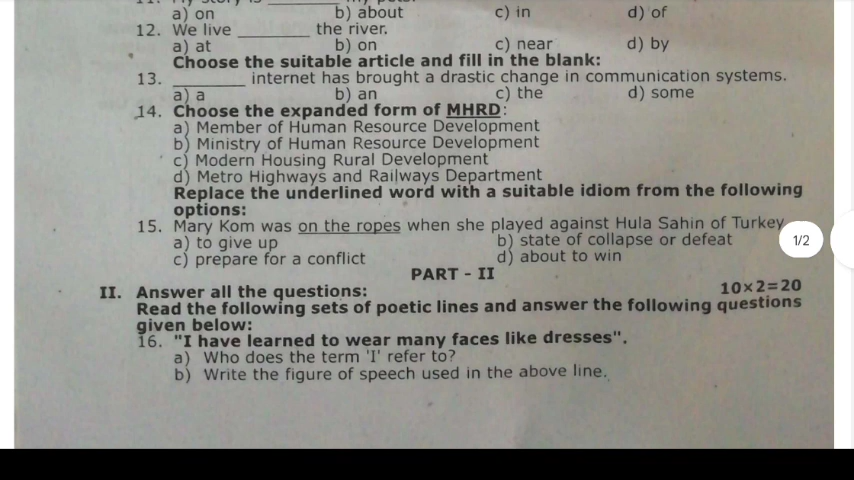 a) on b) about c) in d) of
12. We live ________ the river.
a) at b) on c) near d) by
Choose the suitable article and fill in the blank:
13. ________ internet has brought a drastic change in communication systems.
a) a b) an c) the d) some
14. Choose the expanded form of MHRD:
a) Member of Human Resource Development
b) Ministry of Human Resource Development
c) Modern Housing Rural Development
d) Metro Highways and Railways Department
Replace the underlined word with a suitable idiom from the following
options:
15. Mary Kom was on the ropes when she played against Hula Sahin of Turkey
a) to give up b) state of collapse or defeat
c) prepare for a conflict d) about to win
1/2
PART - II
II. Answer all the questions: 10×2=20
Read the following sets of poetic lines and answer the following questions
given below:
16. "I have learned to wear many faces like dresses".
a) Who does the term 'I' refer to?
b) Write the figure of speech used in the above line.